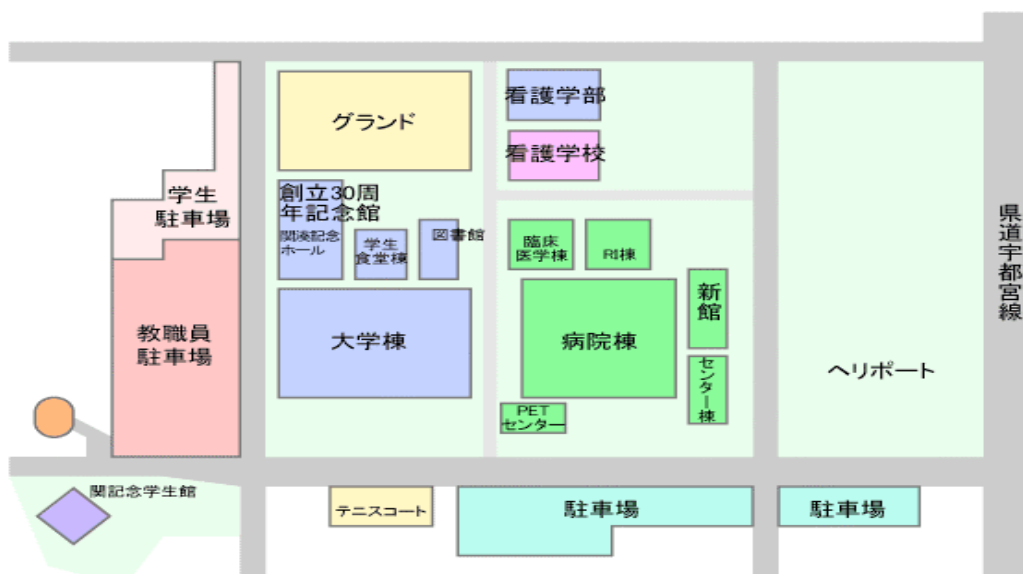 グランド
看護学部
看護学校
学生
駐車場
創立30周
年記念館
関湊記念
ホール
学生
食堂棟
図書館
臨床
医学棟
RI棟
新館
県道宇都宮線
教職員
駐車場
大学棟
病院棟
センター棟
ヘリポート
PET
センター
関記念学生館
テニスコート
駐車場
駐車場